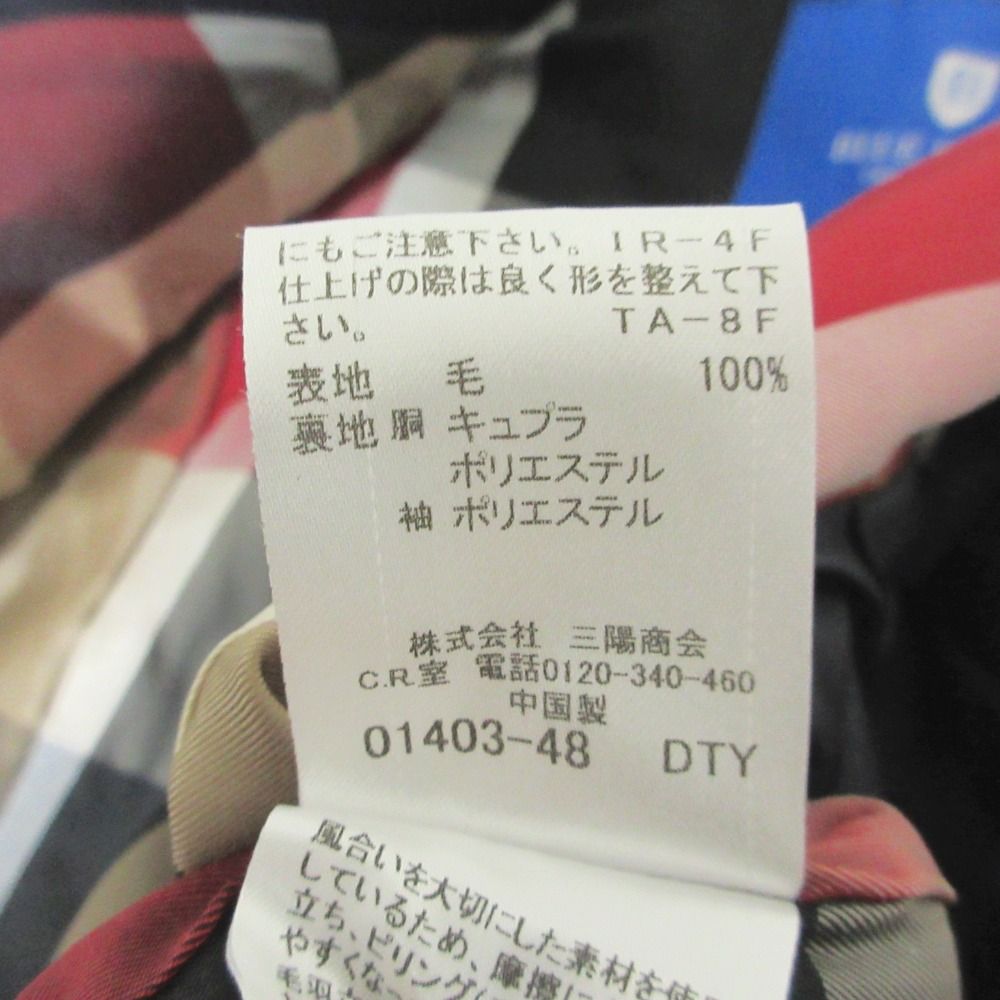 にもご注意下さい。IR-4F
仕上げの際は良く形を整えて下
さい。 TA-8F
表地 毛 100%
裏地 胴 キュプラ
ポリエステル
袖 ポリエステル
株式会社 三陽商会
C.R.室 電話0120-340-460
中国製
01403-48 DTY
風合いを大切にした素材を使
しているため、摩擦に
立ち、ピリング
やすくな
毛羽